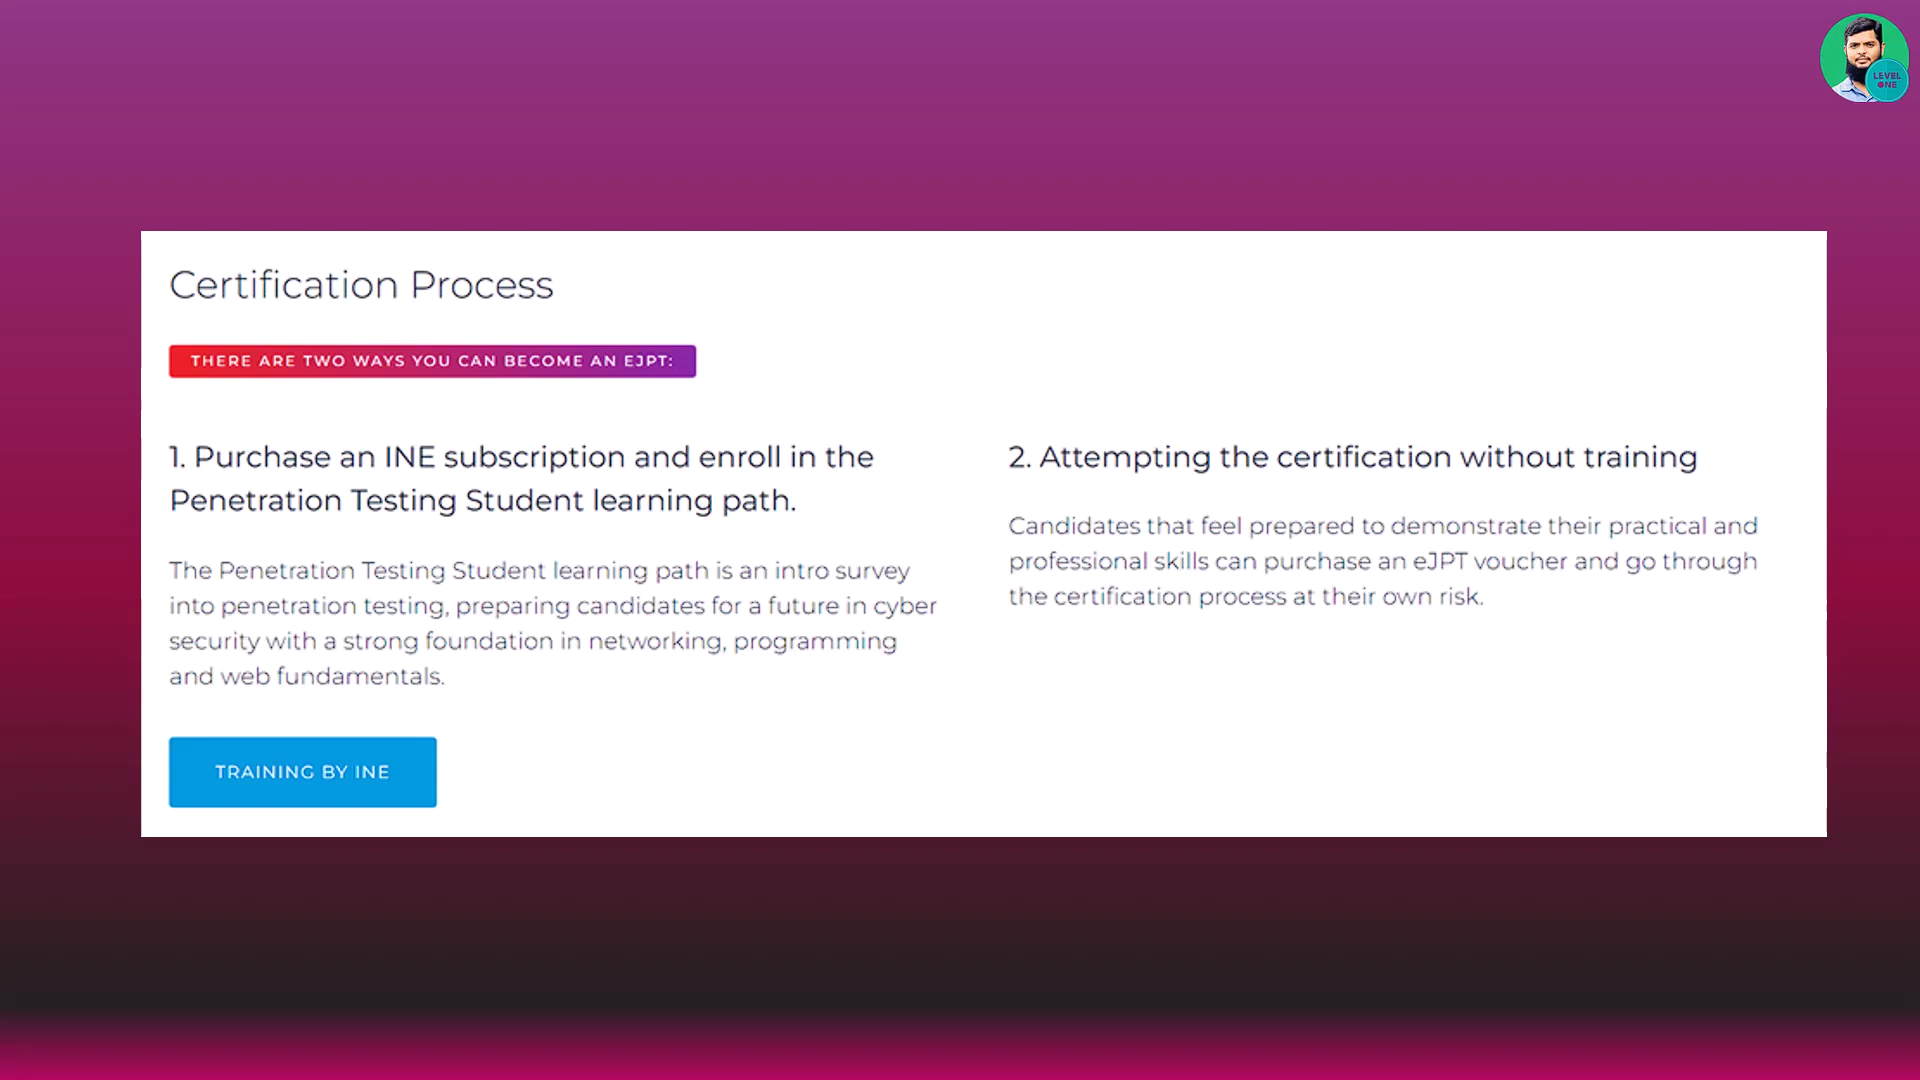 LEVEL
ONE
Certification Process
THERE ARE TWO WAYS YOU CAN BECOME AN EJPT:
1. Purchase an INE subscription and enroll in the
Penetration Testing Student learning path.
The Penetration Testing Student learning path is an intro survey
into penetration testing, preparing candidates for a future in cyber
security with a strong foundation in networking, programming
and web fundamentals.
TRAINING BY INE
2. Attempting the certification without training
Candidates that feel prepared to demonstrate their practical and
professional skills can purchase an eJPT voucher and go through
the certification process at their own risk.